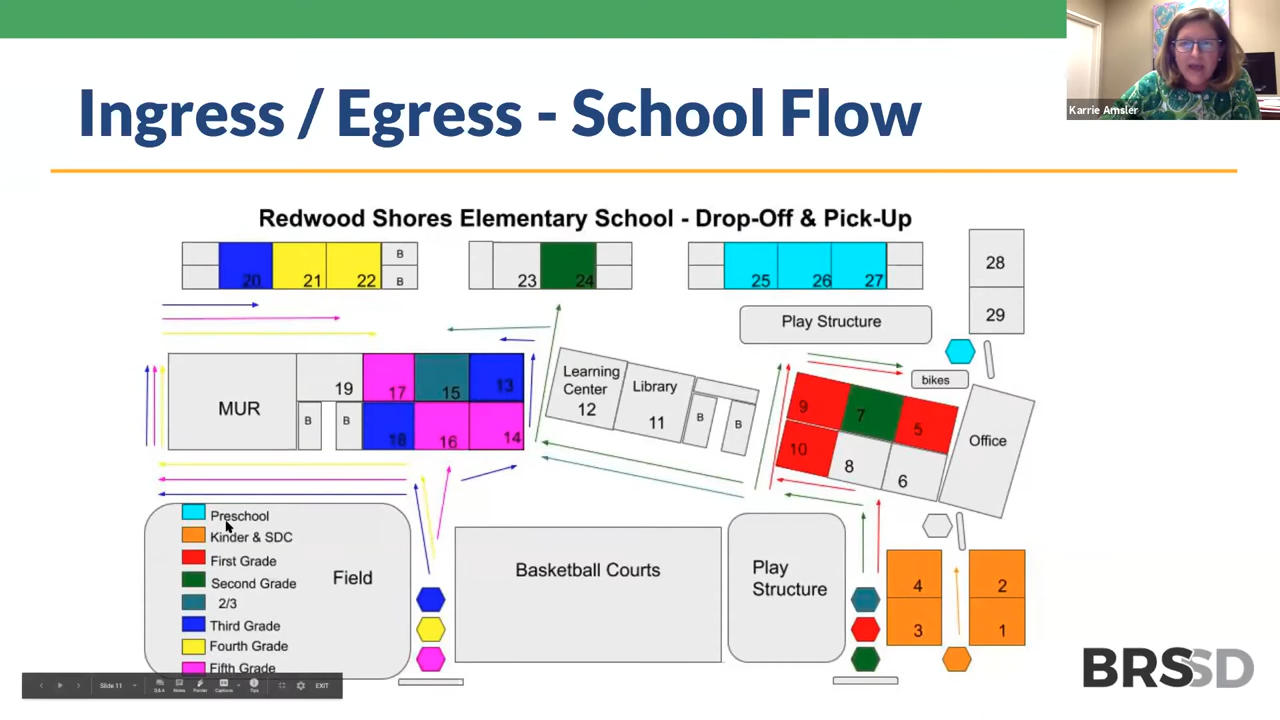 Karrie Amsler
Ingress / Egress - School Flow
Redwood Shores Elementary School - Drop-Off & Pick-Up
20
21
22
B
B
23
24
25
26
27
28
29
Play Structure
bikes
MUR
19
17
15
13
B
B
18
16
14
Learning
Center
12
Library
11
B
B
9
7
5
10
8
6
Office
Preschool
Kinder & SDC
First Grade
Second Grade
2/3
Third Grade
Fourth Grade
Fifth Grade
Field
Basketball Courts
Play
Structure
4
2
3
1
BRSSD
Slide 11
Q&A
Notes
Pointer
Captions
Tips
EXIT